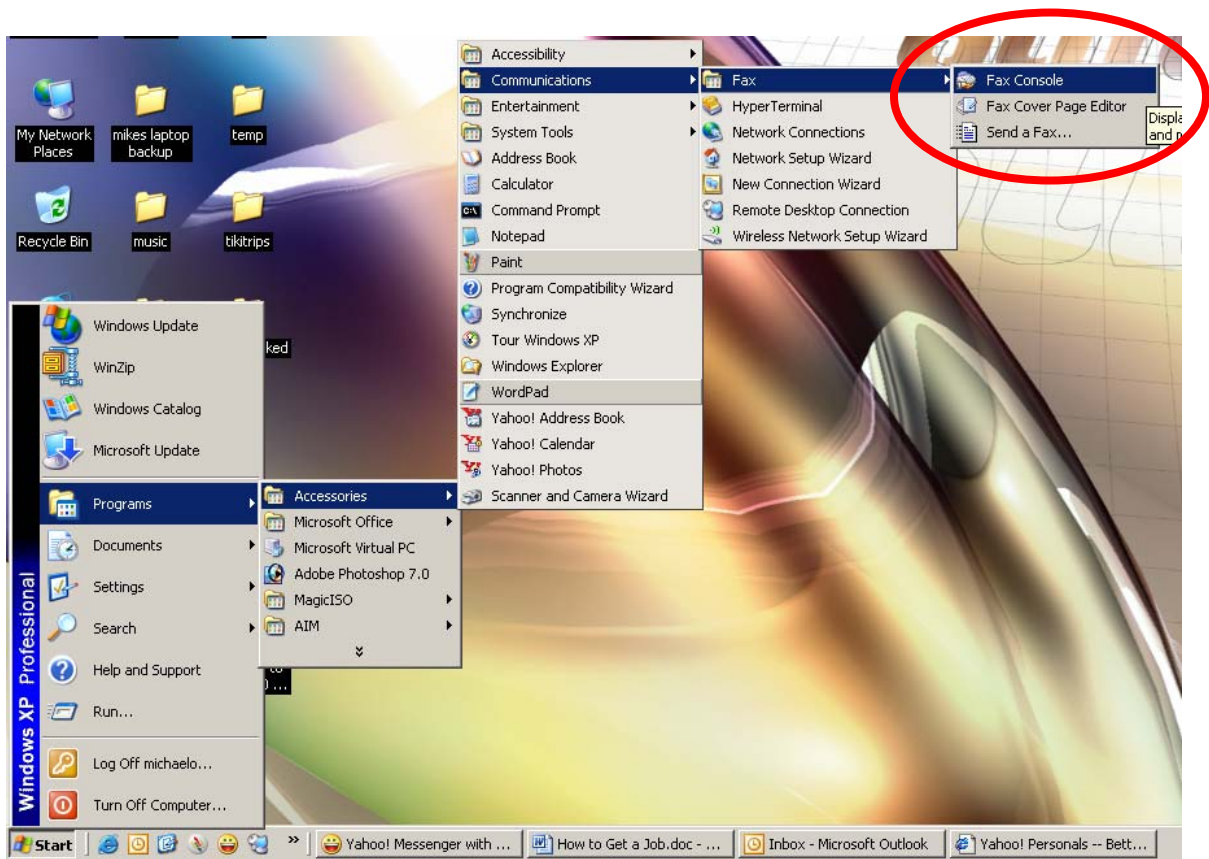 My Network
Places
mikes laptop
backup
temp
Recycle Bin
music
tikitrips
ked
to
) ...
Windows XP Professional
Windows Update
WinZip
Windows Catalog
Microsoft Update
Programs
Documents
Settings
Search
Help and Support
Run...
Log Off michaelo...
Turn Off Computer...
Accessories
Microsoft Office
Microsoft Virtual PC
Adobe Photoshop 7.0
MagicISO
AIM
Accessibility
Communications
Entertainment
System Tools
Address Book
Calculator
Command Prompt
Notepad
Paint
Program Compatibility Wizard
Synchronize
Tour Windows XP
Windows Explorer
WordPad
Yahoo! Address Book
Yahoo! Calendar
Yahoo! Photos
Scanner and Camera Wizard
Fax
HyperTerminal
Network Connections
Network Setup Wizard
New Connection Wizard
Remote Desktop Connection
Wireless Network Setup Wizard
Fax Console
Fax Cover Page Editor
Send a Fax...
Displa
and p
Start
Yahoo! Messenger with ...
How to Get a Job.doc - ...
Inbox - Microsoft Outlook
Yahoo! Personals -- Bett...